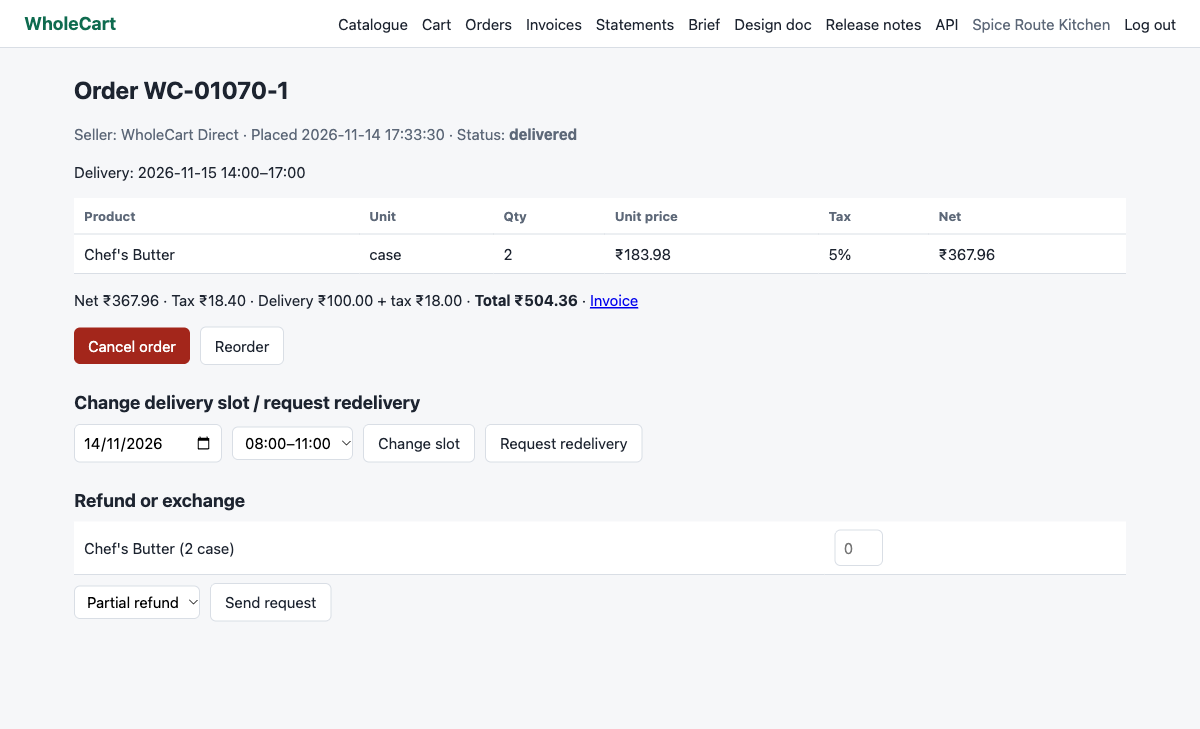 WholeCart Catalogue Cart Orders Invoices Statements Brief Design doc Release notes API Spice Route Kitchen Log out
Order WC-01070-1
Seller: WholeCart Direct · Placed 2026-11-14 17:33:30 · Status: delivered
Delivery: 2026-11-15 14:00–17:00
Product Unit Qty Unit price Tax Net
Chef's Butter case 2 ₹183.98 5% ₹367.96
Net ₹367.96 · Tax ₹18.40 · Delivery ₹100.00 + tax ₹18.00 · Total ₹504.36 · Invoice
Cancel order Reorder
Change delivery slot / request redelivery
14/11/2026 08:00–11:00 Change slot Request redelivery
Refund or exchange
Chef's Butter (2 case) 0
Partial refund Send request